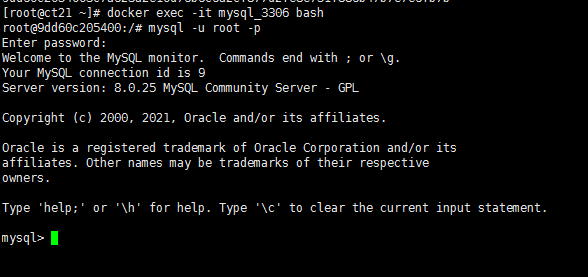 [root@ct21 ~]# docker exec -it mysql_3306 bash
root@9dd60c205400:/# mysql -u root -p
Enter password:
Welcome to the MySQL monitor.  Commands end with ; or \g.
Your MySQL connection id is 9
Server version: 8.0.25 MySQL Community Server - GPL
Copyright (c) 2000, 2021, Oracle and/or its affiliates.
Oracle is a registered trademark of Oracle Corporation and/or its
affiliates. Other names may be trademarks of their respective
owners.
Type 'help;' or '\h' for help. Type '\c' to clear the current input statement.
mysql>